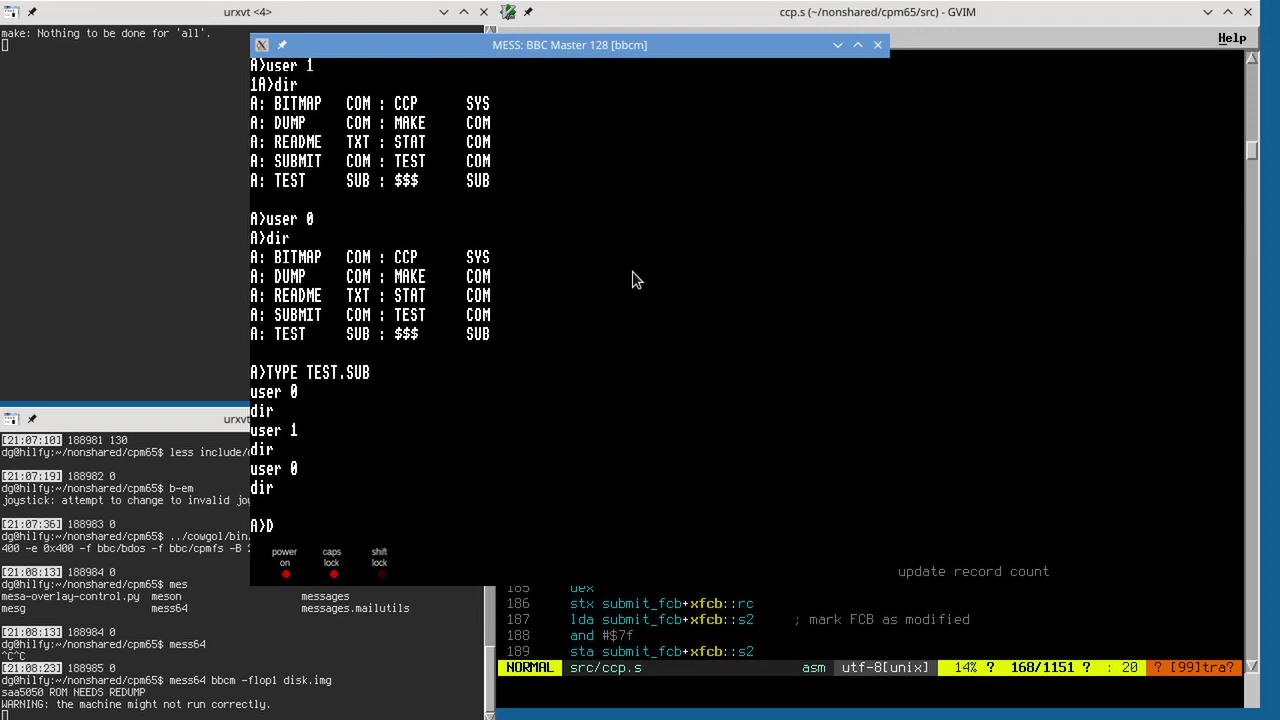 urxvt <4>
make: Nothing to be done for 'all'.
ccp.s (~/nonshared/cpm65/src) - GVIM
Help
MESS: BBC Master 128 [bbcm]
A>user 1
1A>dir
A: BITMAP COM : CCP SYS
A: DUMP COM : MAKE COM
A: README TXT : STAT COM
A: SUBMIT COM : TEST COM
A: TEST SUB : $$$ SUB
A>user 0
A>dir
A: BITMAP COM : CCP SYS
A: DUMP COM : MAKE COM
A: README TXT : STAT COM
A: SUBMIT COM : TEST COM
A: TEST SUB : $$$ SUB
A>TYPE TEST.SUB
user 0
dir
user 1
dir
user 0
dir
A>D
power on
caps lock
shift lock
urxvt
[21:07:10] 188981 130
dg@hilfy:~/nonshared/cpm65$ less include/
[21:07:19] 188982 0
dg@hilfy:~/nonshared/cpm65$ b-em
joystick: attempt to change to invalid joy
[21:07:36] 188983 0
dg@hilfy:~/nonshared/cpm65$ ../cowgol/bin.
400 -e 0x400 -f bbc/bdos -f bbc/cpmfs -B
[21:08:13] 188984 0
dg@hilfy:~/nonshared/cpm65$ mes
mesa-overlay-control.py meson messages
mesg mess64 messages.mailutils
[21:08:13] 188984 0
dg@hilfy:~/nonshared/cpm65$ mess64
^C^C
[21:08:23] 188985 0
dg@hilfy:~/nonshared/cpm65$ mess64 bbcm -flop1 disk.img
saa5050 ROM NEEDS REDUMP
WARNING: the machine might not run correctly.
update record count
185 dex
186 stx submit_fcb+xfcb::rc
187 lda submit_fcb+xfcb::s2 ; mark FCB as modified
188 and #$7f
189 sta submit_fcb+xfcb::s2
NORMAL src/ccp.s asm utf-8[unix] 14% ? 168/1151 ? : 20 ? [99]tra?